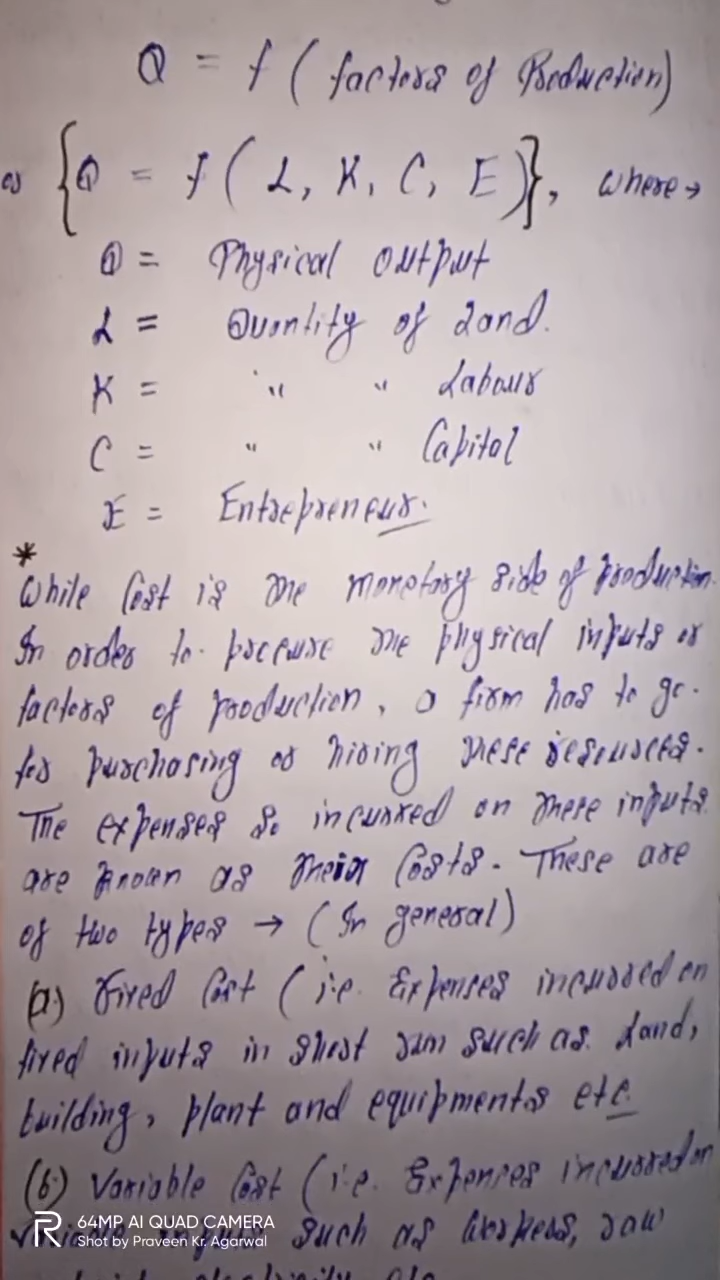 Q = f ( factors of Production)
or {Q = f ( L, K, C, E )}, where →
Q = Physical output
L = Quantity of Land.
K = " " Labour
C = " " Capital
E = Entrepreneur.
*
While Cost is the monetary side of production.
In order to procure the physical inputs or
factors of production, a firm has to go
for purchasing or hiring these resources.
The expenses so incurred on these inputs
are known as their Costs. These are
of two types → (In general)
(a) Fixed Cost ( i.e. Expenses incurred on
fixed inputs in short run such as Land,
building, plant and equipments etc.
(b) Variable Cost ( i.e. Expenses incurred on
such as workers, raw
electricity etc
R
64MP AI QUAD CAMERA
Shot by Praveen Kr. Agarwal